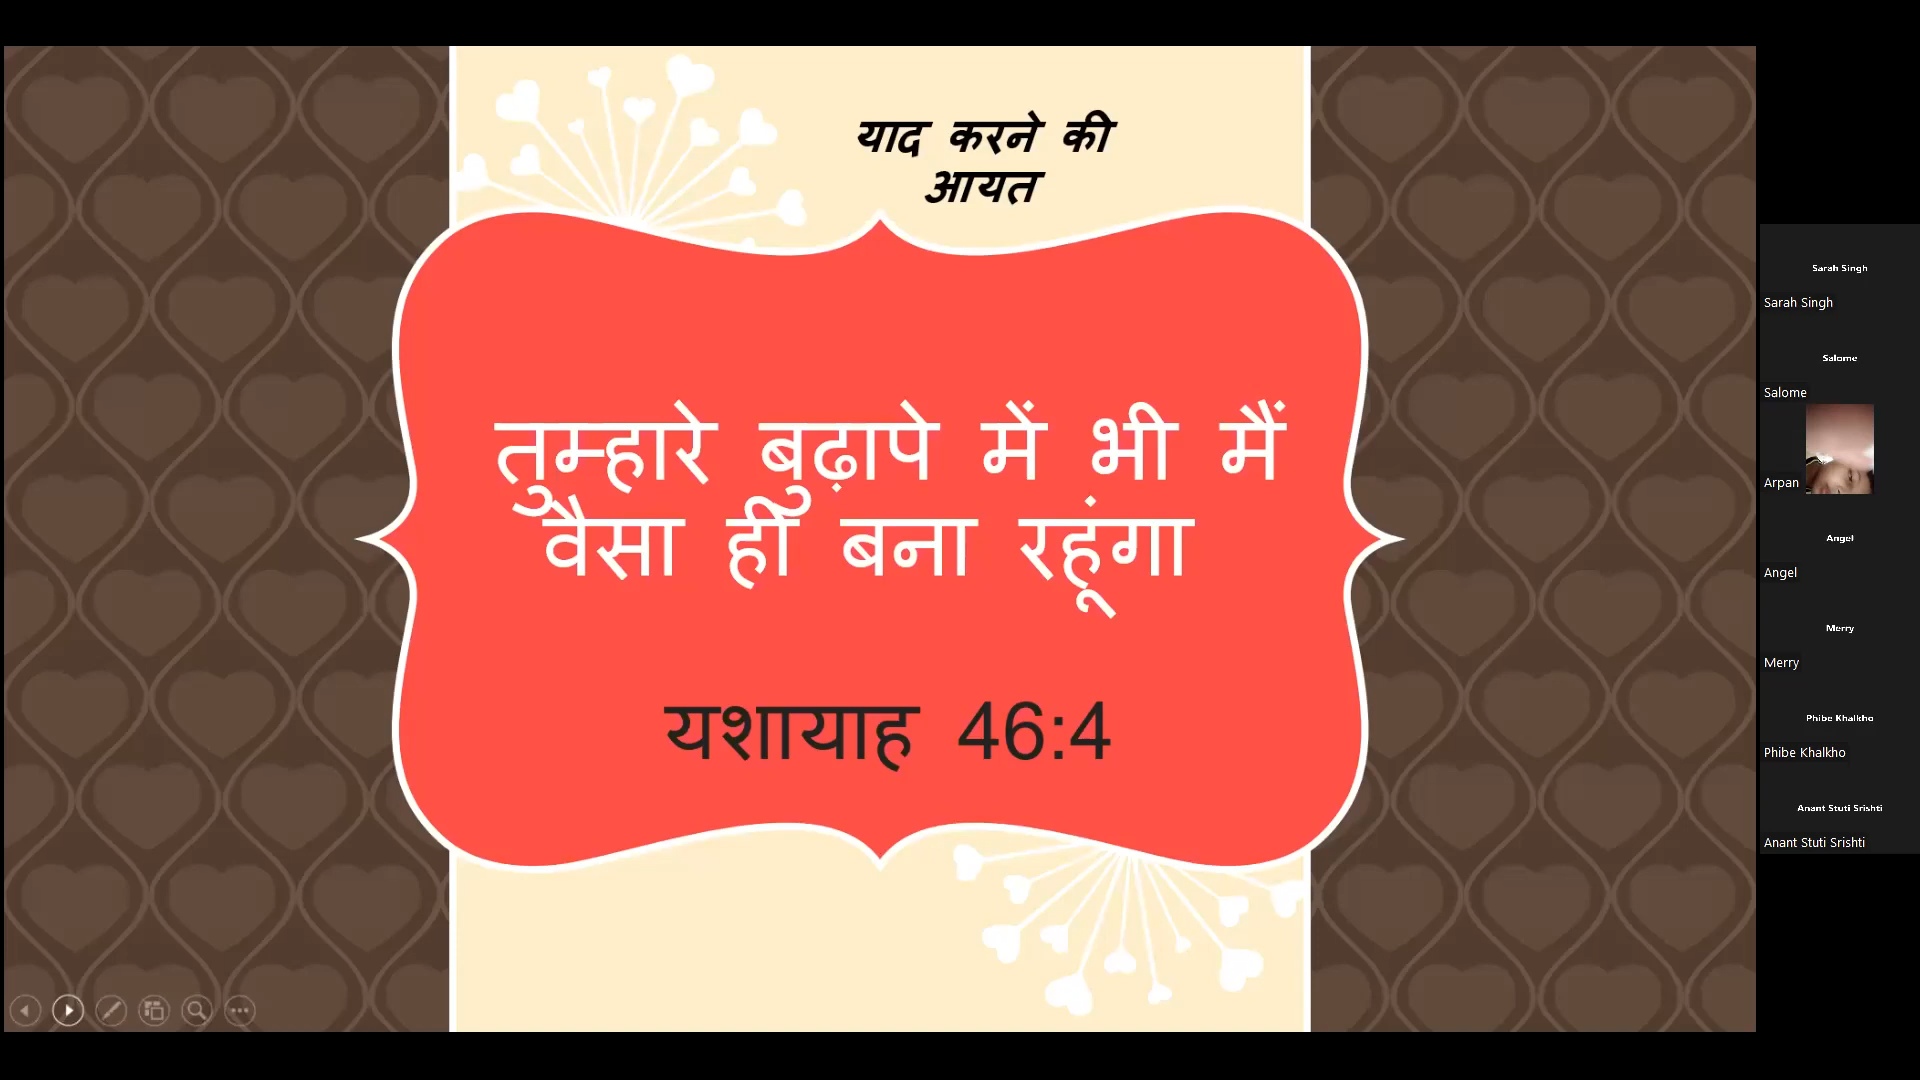 याद करने की
आयत
तुम्हारे बुढ़ापे में भी मैं
वैसा ही बना रहूंगा
यशायाह 46:4
Sarah Singh
Sarah Singh
Salome
Salome
Arpan
Angel
Angel
Merry
Merry
Phibe Khalkho
Phibe Khalkho
Anant Stuti Srishti
Anant Stuti Srishti